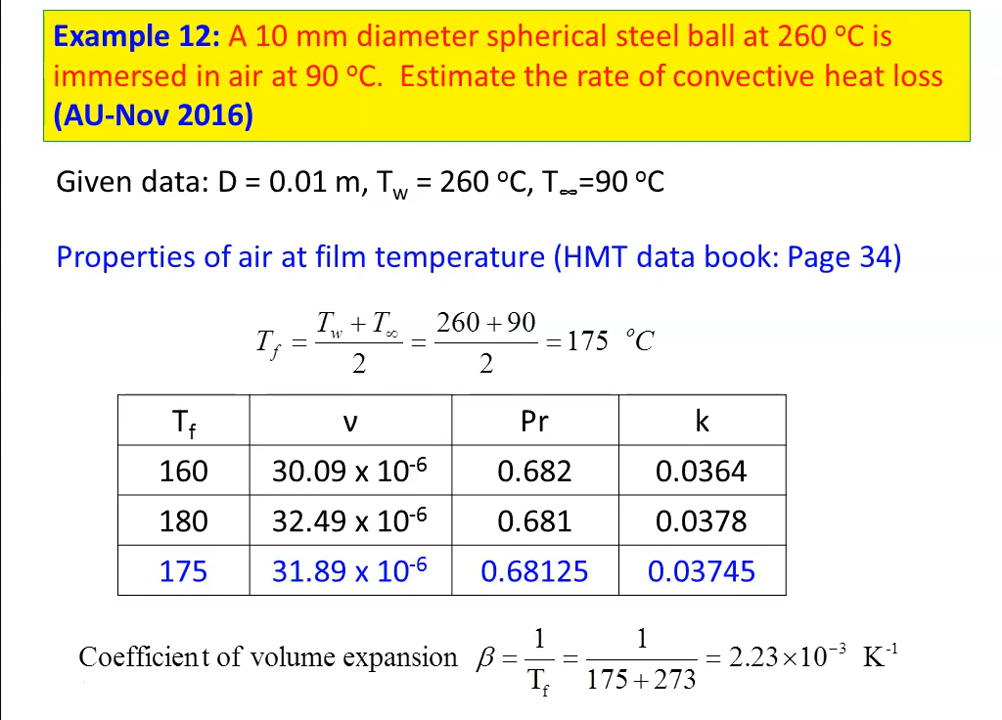 Example 12: A 10 mm diameter spherical steel ball at 260 ºC is
immersed in air at 90 ºC. Estimate the rate of convective heat loss
(AU-Nov 2016)
Given data: D = 0.01 m, T_w = 260 ºC, T_∞=90 ºC
Properties of air at film temperature (HMT data book: Page 34)
T_f = (T_w + T_∞)/2 = (260 + 90)/2 = 175 °C
T_f ν Pr k
160 30.09 x 10⁻⁶ 0.682 0.0364
180 32.49 x 10⁻⁶ 0.681 0.0378
175 31.89 x 10⁻⁶ 0.68125 0.03745
Coefficient of volume expansion β = 1/T_f = 1/(175 + 273) = 2.23×10⁻³ K⁻¹